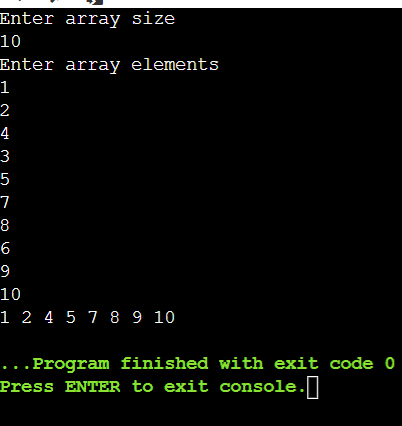 Enter array size
10
Enter array elements
1
2
4
3
5
7
8
6
9
10
1 2 4 5 7 8 9 10
...Program finished with exit code 0
Press ENTER to exit console.